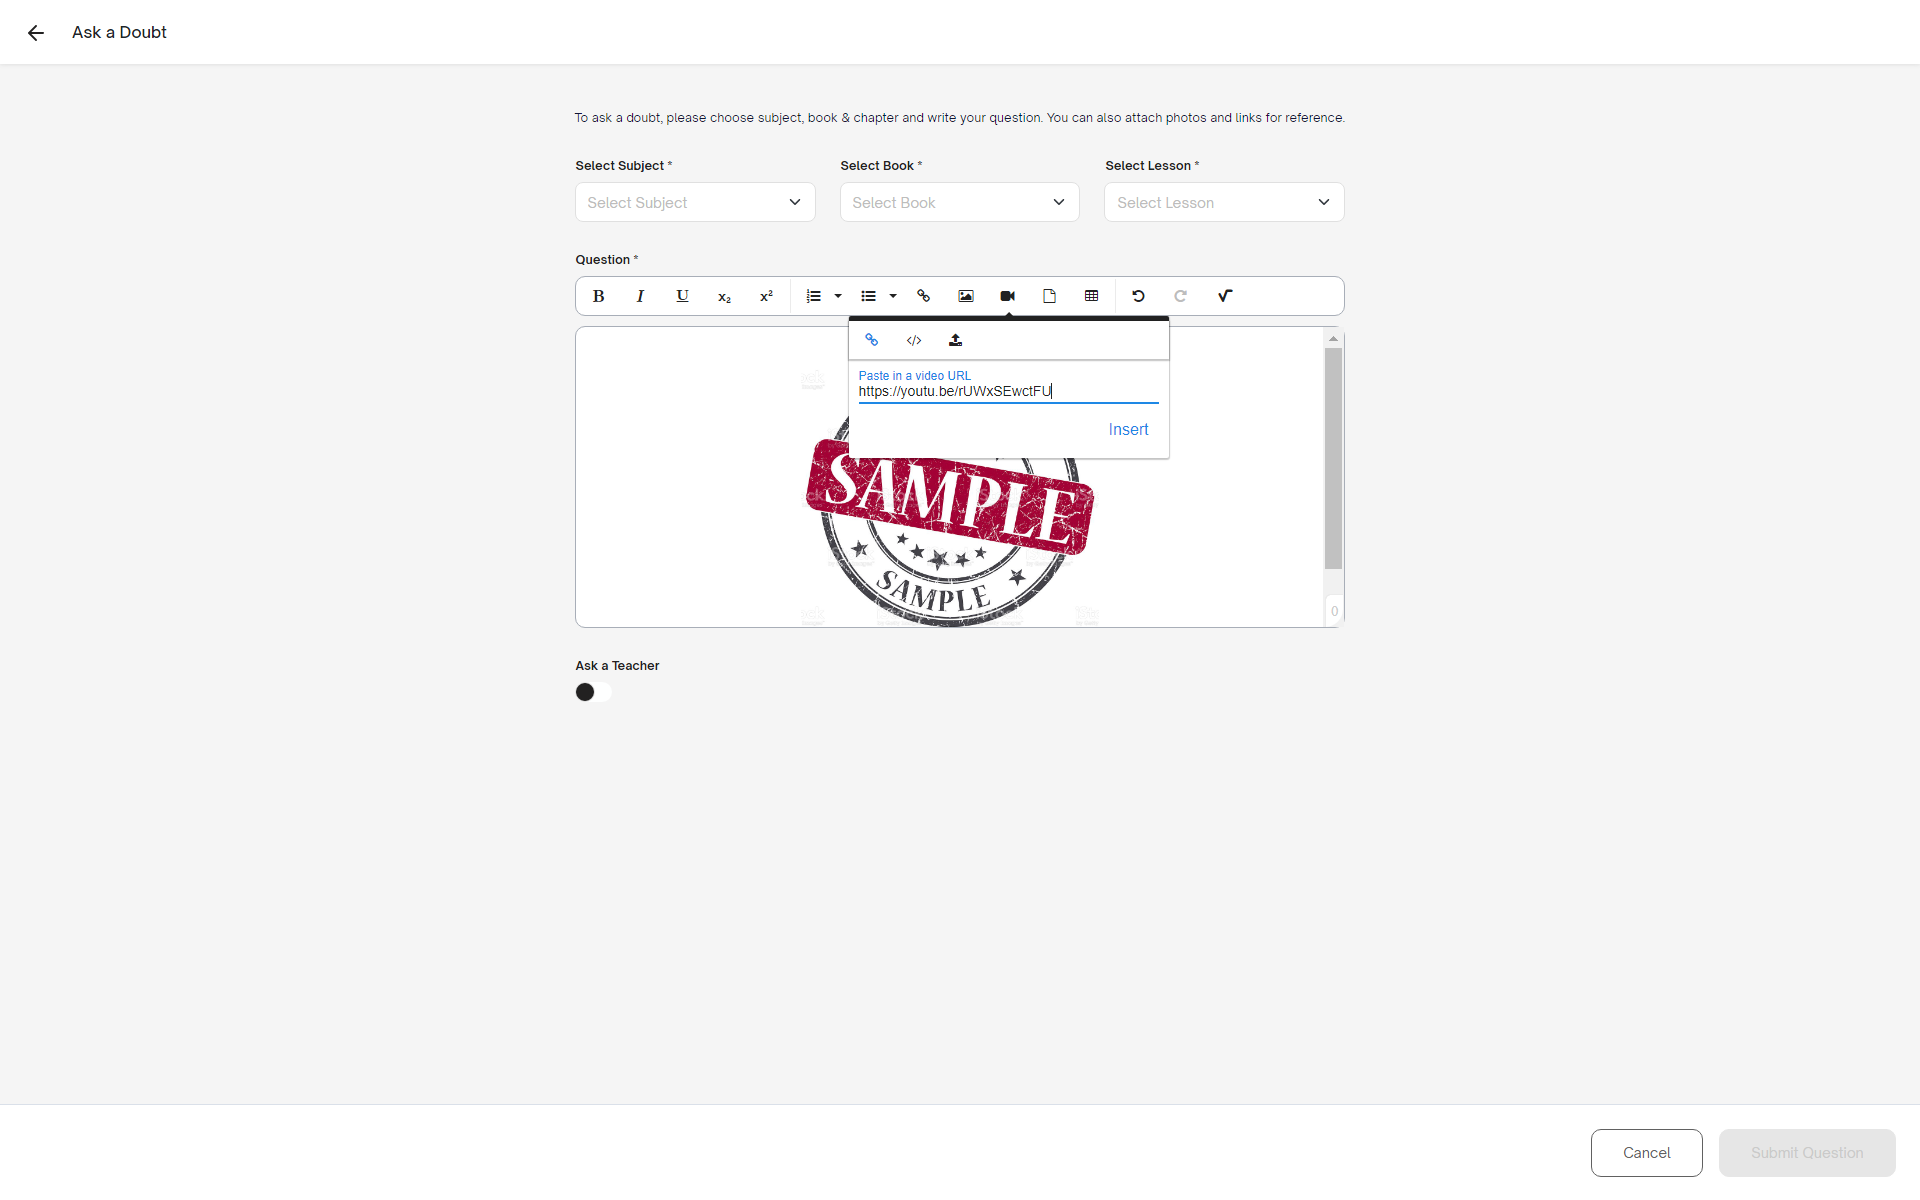 Ask a Doubt
To ask a doubt, please choose subject, book & chapter and write your question. You can also attach photos and links for reference.
Select Subject * Select Book * Select Lesson *
Select Subject Select Book Select Lesson
Question *
B I U x₂ x²
</>
Paste in a video URL
https://youtu.be/rUWxSEwctFU
Insert
SAMPLE
SAMPLE
0
Ask a Teacher
Cancel Submit Question